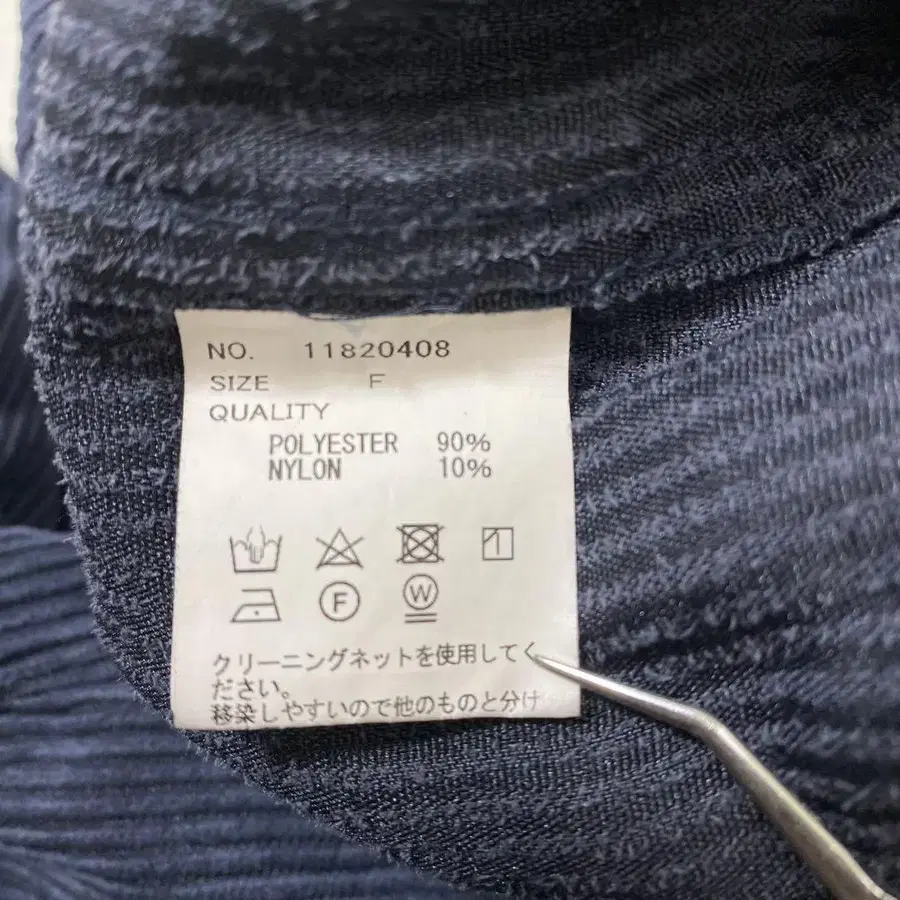 NO. 11820408
SIZE F
QUALITY
POLYESTER 90%
NYLON 10%
F W
クリーニングネットを使用してく
ださい。
移染しやすいので他のものと分け